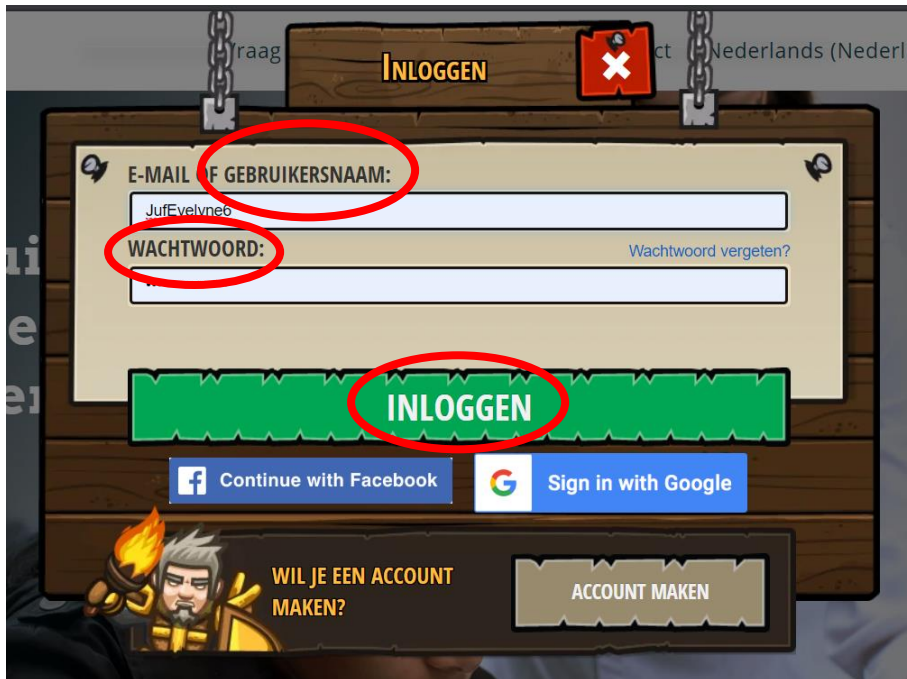 Vraag
ct Nederlands (Nederl
INLOGGEN
E-MAIL OF GEBRUIKERSNAAM:
JufEvelyne6
WACHTWOORD:
Wachtwoord vergeten?
INLOGGEN
Continue with Facebook
Sign in with Google
WIL JE EEN ACCOUNT
MAKEN?
ACCOUNT MAKEN